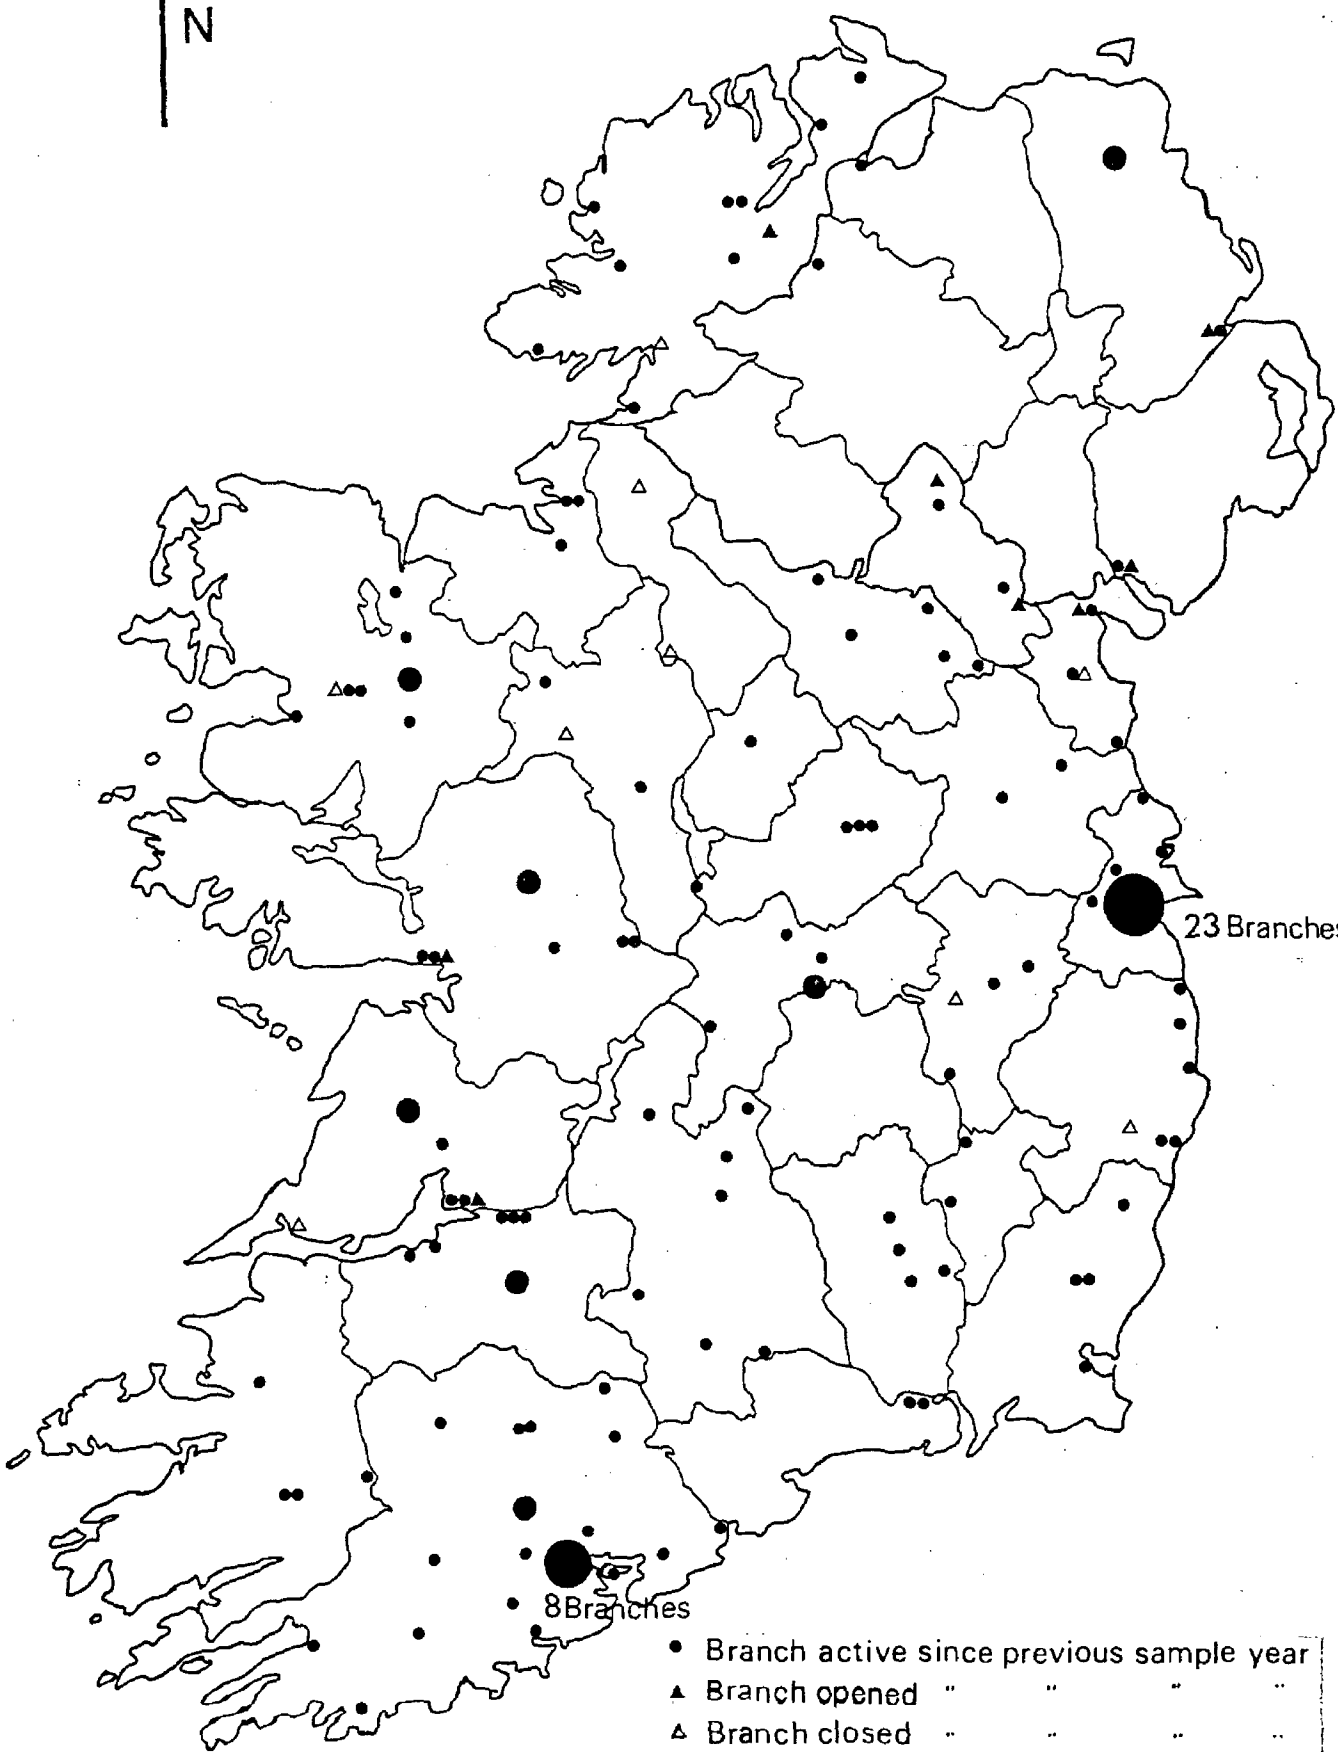 N
23 Branches
8 Branches
Branch active since previous sample year
Branch opened " " " "
Branch closed " " " "